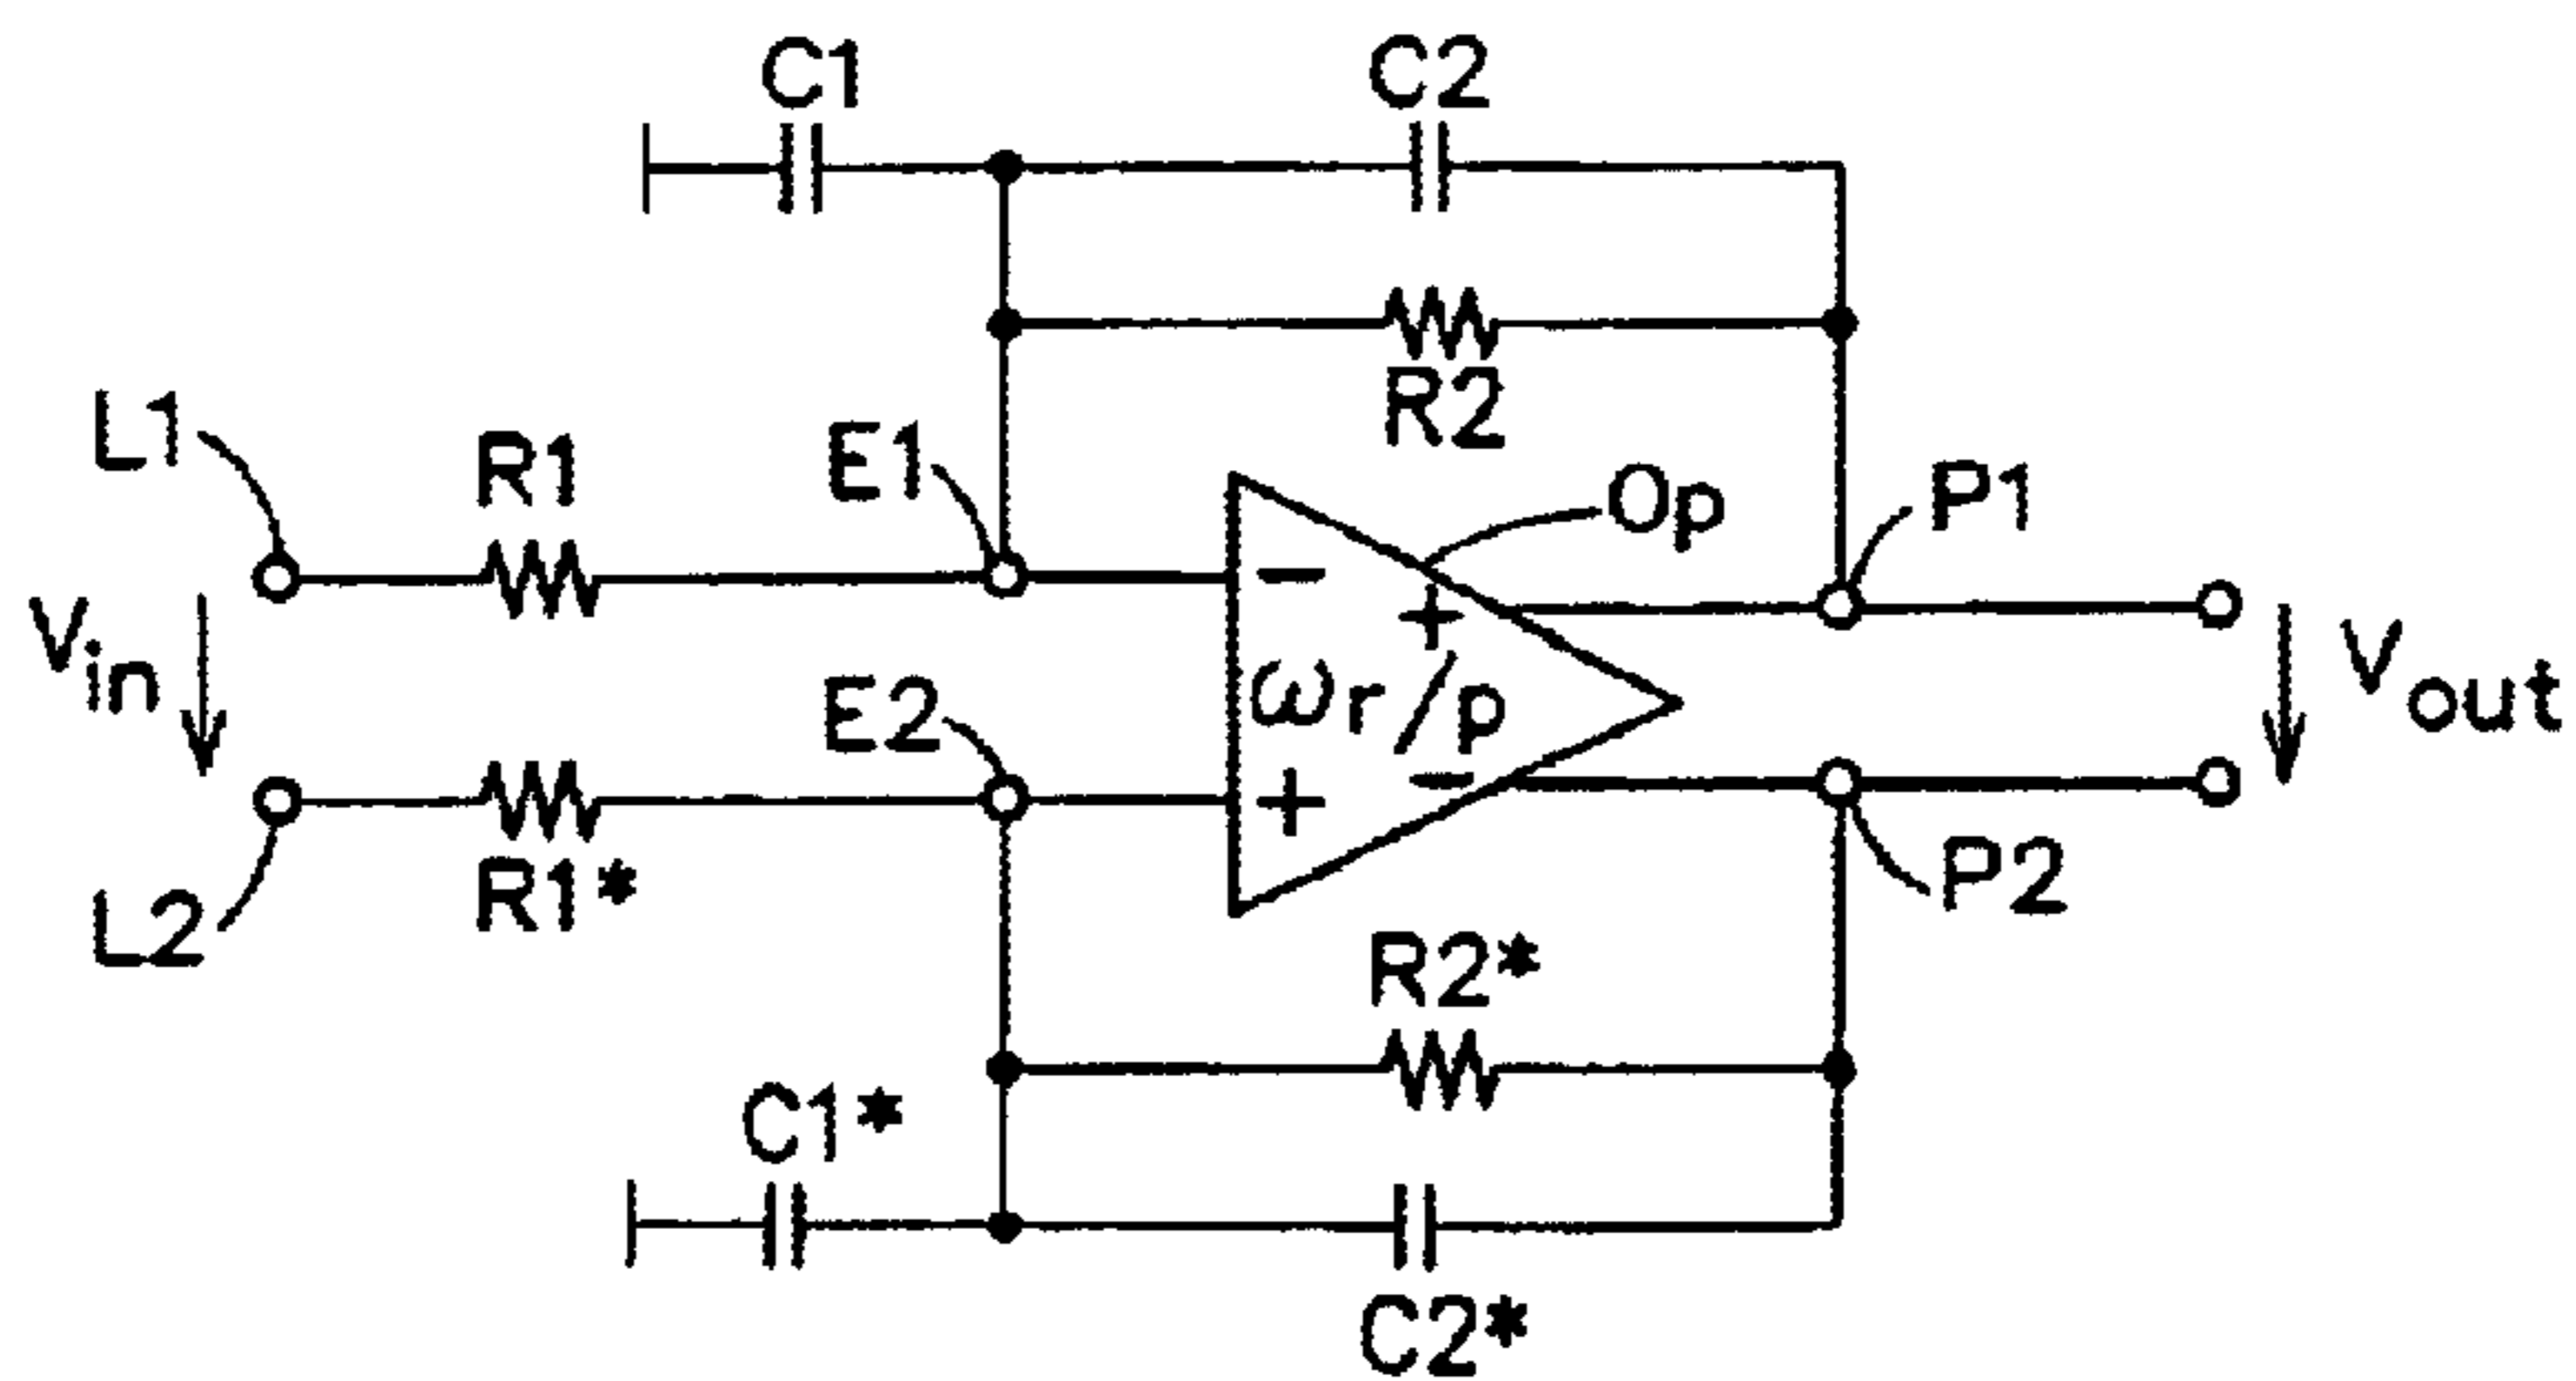 C1
C2
R2
L1
R1
E1
Op
P1
−
+
Vin
ωr/p
Vout
E2
−
+
R1*
L2
P2
R2*
C1*
C2*